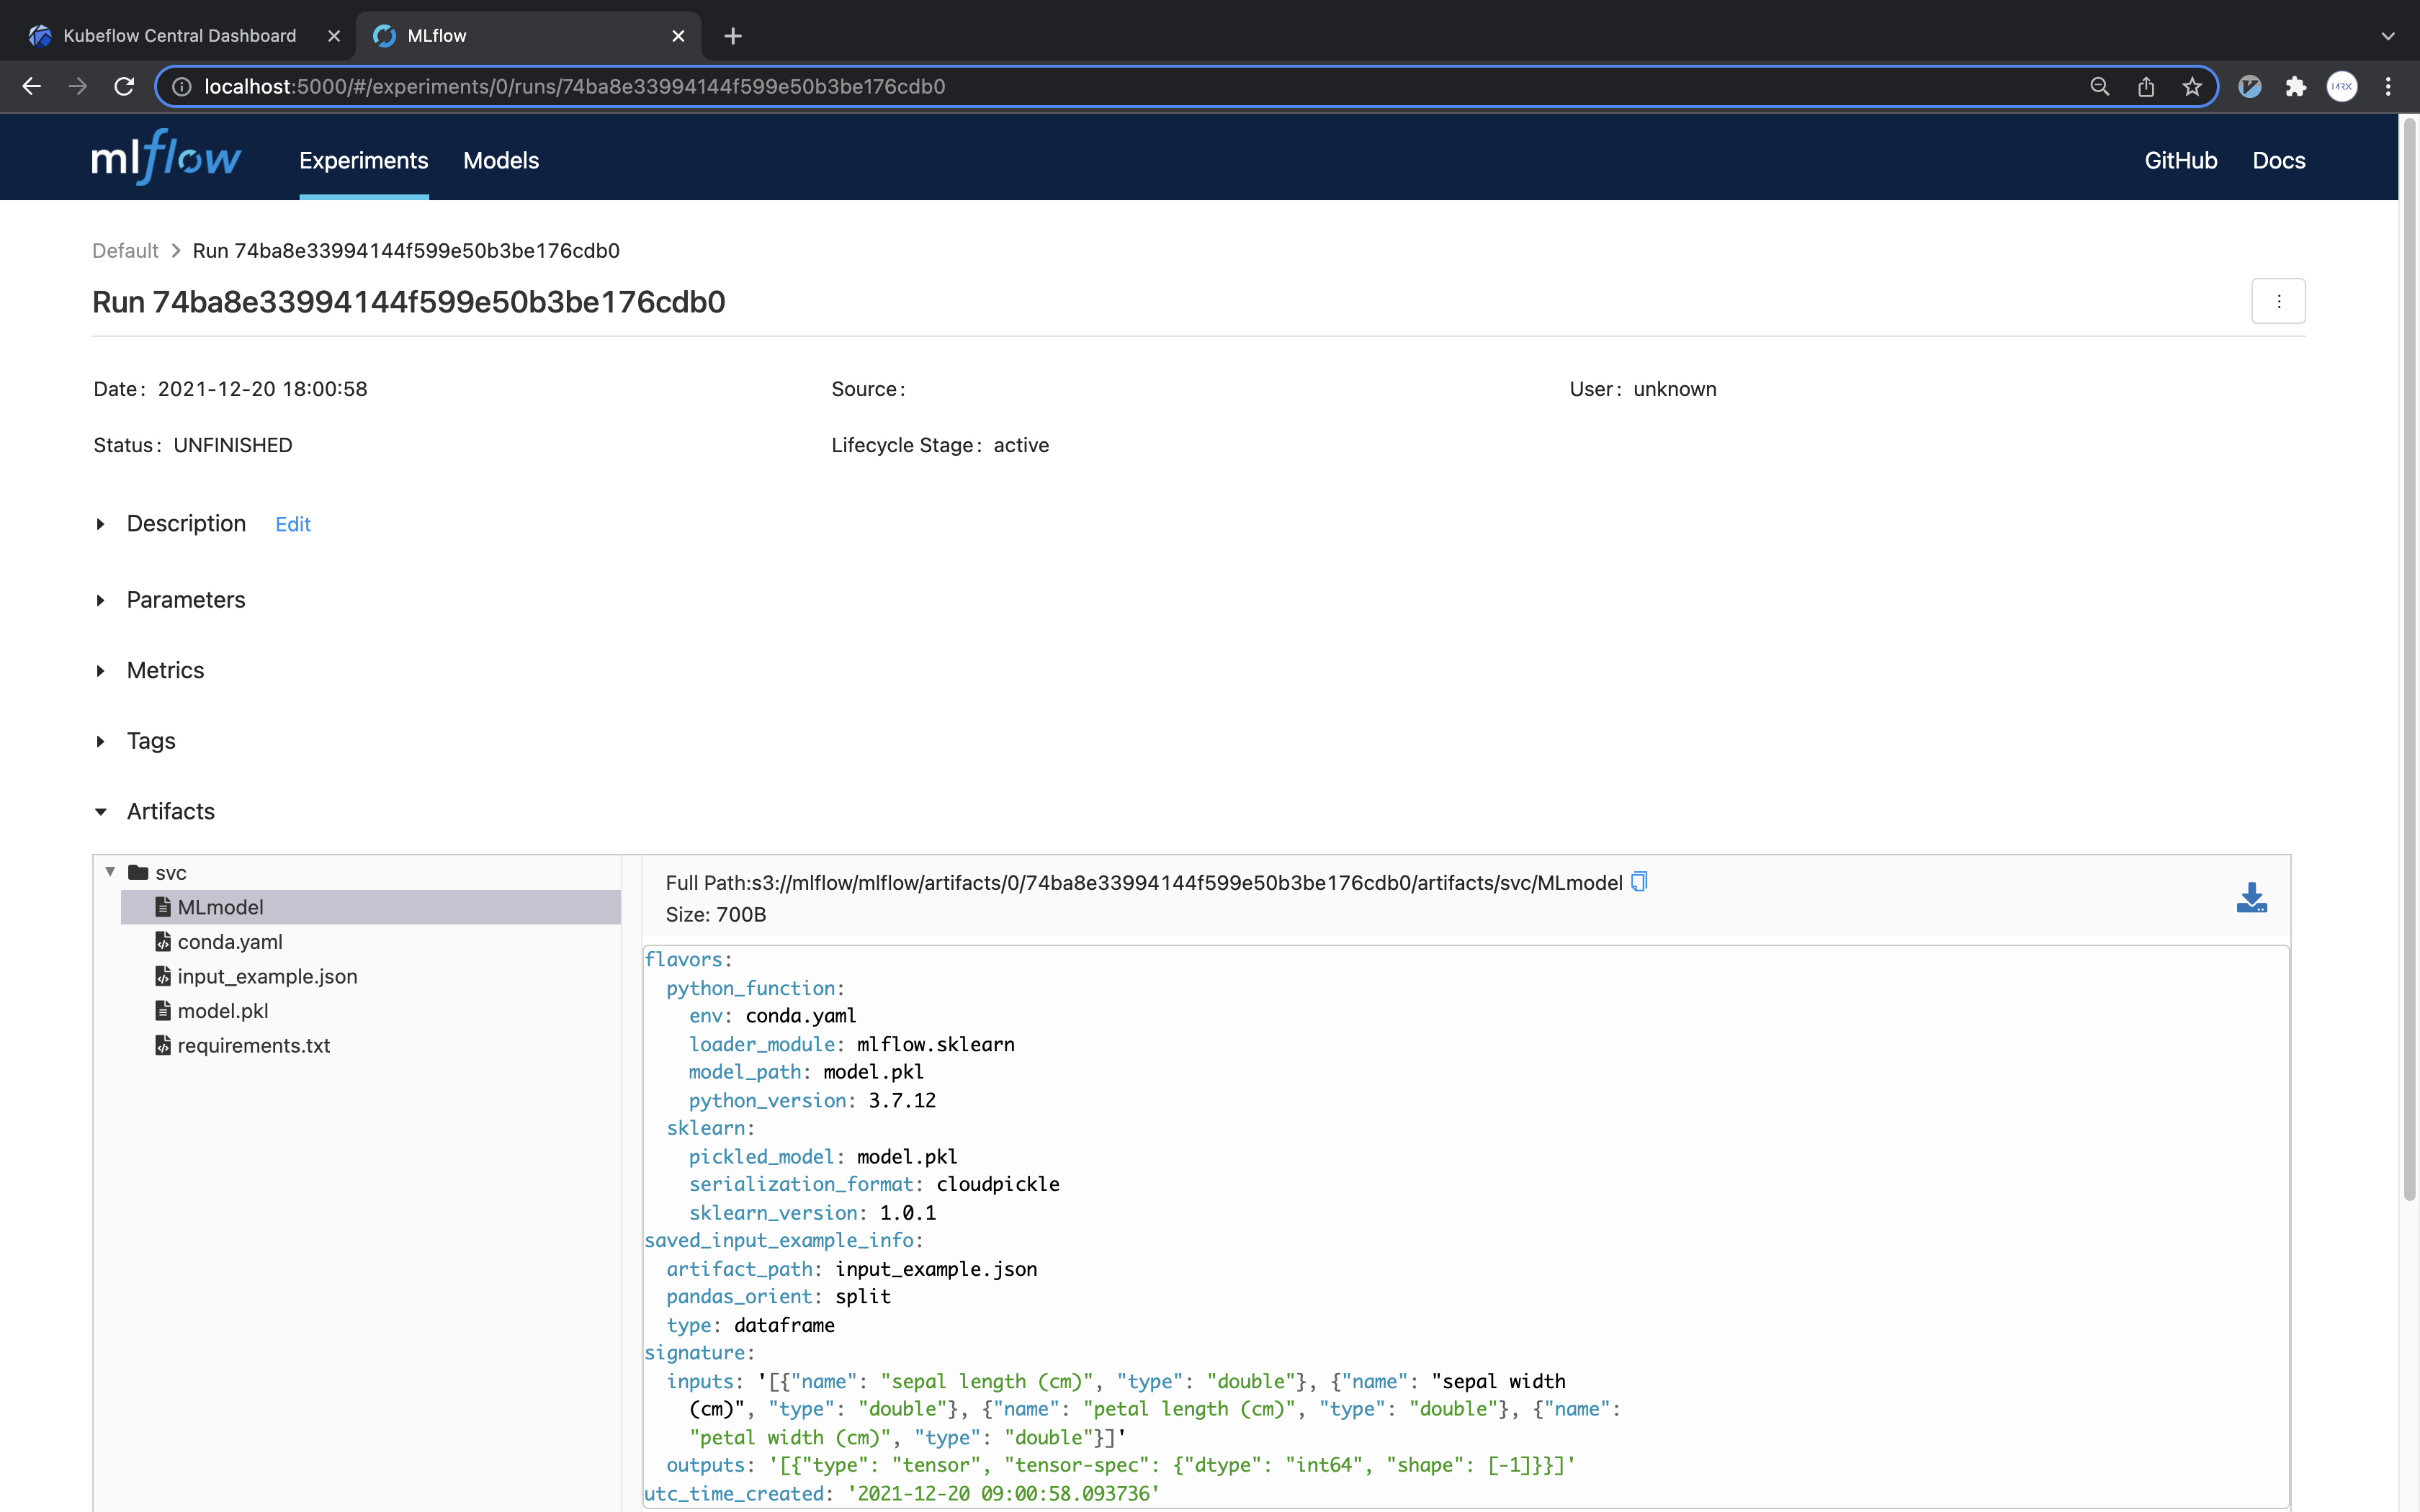 Kubeflow Central Dashboard
MLflow
localhost:5000/#/experiments/0/runs/74ba8e33994144f599e50b3be176cdb0
mlflow
Experiments
Models
GitHub
Docs
Default > Run 74ba8e33994144f599e50b3be176cdb0
Run 74ba8e33994144f599e50b3be176cdb0
Date: 2021-12-20 18:00:58
Source:
User: unknown
Status: UNFINISHED
Lifecycle Stage: active
Description Edit
Parameters
Metrics
Tags
Artifacts
svc
MLmodel
conda.yaml
input_example.json
model.pkl
requirements.txt
Full Path:s3://mlflow/mlflow/artifacts/0/74ba8e33994144f599e50b3be176cdb0/artifacts/svc/MLmodel
Size: 700B
flavors:
python_function:
env: conda.yaml
loader_module: mlflow.sklearn
model_path: model.pkl
python_version: 3.7.12
sklearn:
pickled_model: model.pkl
serialization_format: cloudpickle
sklearn_version: 1.0.1
saved_input_example_info:
artifact_path: input_example.json
pandas_orient: split
type: dataframe
signature:
inputs: '[{"name": "sepal length (cm)", "type": "double"}, {"name": "sepal width
(cm)", "type": "double"}, {"name": "petal length (cm)", "type": "double"}, {"name":
"petal width (cm)", "type": "double"}]'
outputs: '[{"type": "tensor", "tensor-spec": {"dtype": "int64", "shape": [-1]}}]'
utc_time_created: '2021-12-20 09:00:58.093736'